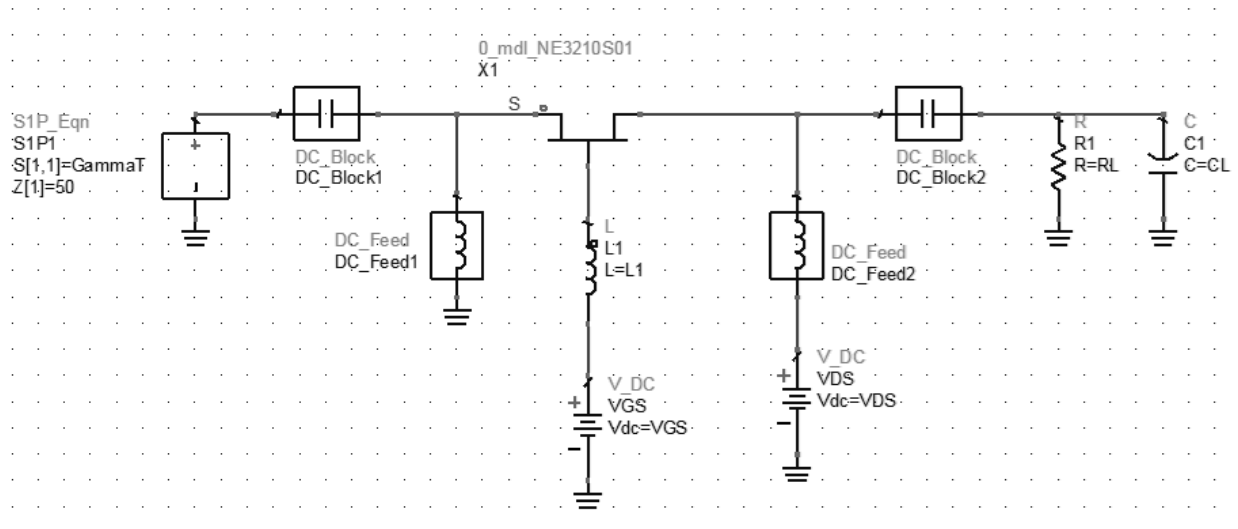 0_mdl_NE3210S01
X1
S
S1P_Eqn
S1P1
S[1,1]=GammaT
Z[1]=50
DC_Block
DC_Block1
DC_Feed
DC_Feed1
L
L1
L=L1
V_DC
VGS
Vdc=VGS
DC_Block
DC_Block2
DC_Feed
DC_Feed2
V_DC
VDS
Vdc=VDS
R
R1
R=RL
C
C1
C=CL